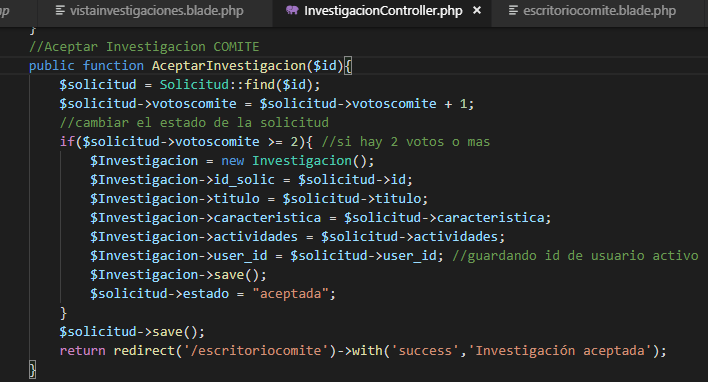 hp
vistainvestigaciones.blade.php
InvestigacionController.php
escritoriocomite.blade.php
}
//Aceptar Investigacion COMITE
public function AceptarInvestigacion($id){
$solicitud = Solicitud::find($id);
$solicitud->votoscomite = $solicitud->votoscomite + 1;
//cambiar el estado de la solicitud
if($solicitud->votoscomite >= 2){ //si hay 2 votos o mas
$Investigacion = new Investigacion();
$Investigacion->id_solic = $solicitud->id;
$Investigacion->titulo = $solicitud->titulo;
$Investigacion->caracteristica = $solicitud->caracteristica;
$Investigacion->actividades = $solicitud->actividades;
$Investigacion->user_id = $solicitud->user_id; //guardando id de usuario activo
$Investigacion->save();
$solicitud->estado = "aceptada";
}
$solicitud->save();
return redirect('/escritoriocomite')->with('success','Investigación aceptada');
}